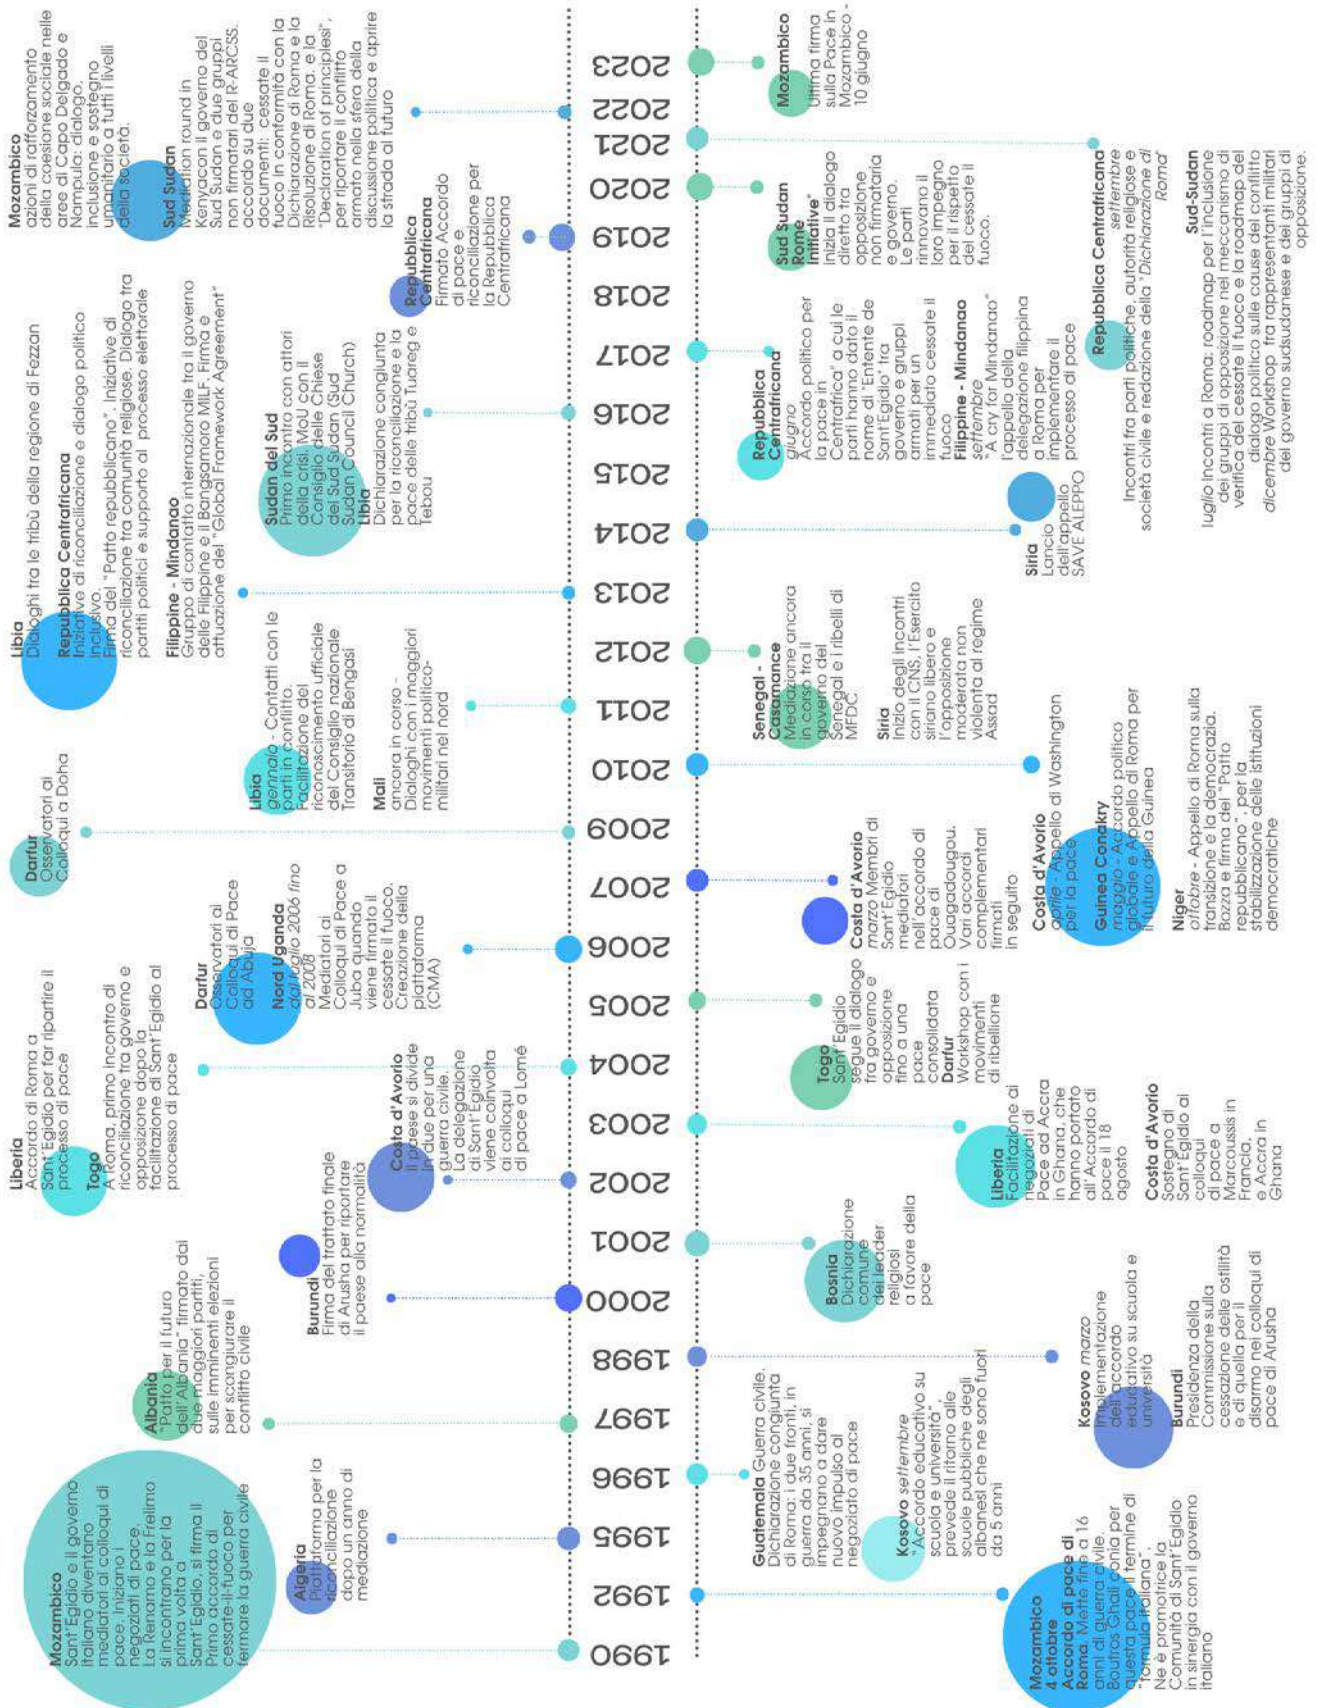 Mozambico
Sant'Egidio e il governo
italiano diventano
mediatori ai colloqui di
pace. Iniziano i
negoziati di pace.
La Renamo e la Frelimo
si incontrano per la
prima volta a
Sant'Egidio, si firma il
Primo accordo di
cessate-il fuoco per
fermare la guerra civile
Algeria
Piattaforma per la
riconciliazione
dopo un anno di
mediazione
Albania
"Patto per il futuro
dell'Albania" firmato dai
due maggiori partiti,
sulle imminenti elezioni
per scongiurare il
conflitto civile
Burundi
Firma del trattato finale
di Arusha per riportare
il paese alla normalità
Liberia
Accordo di Roma a
Sant'Egidio per far ripartire il
processo di pace
Togo
A Roma, primo incontro di
riconciliazione tra governo e
opposizione dopo la
facilitazione di Sant'Egidio al
processo di pace
Costa d'Avorio
Il paese si divide
in due per una
guerra civile.
La delegazione
di Sant'Egidio
viene coinvolta
ai colloqui
di pace a Lomé
Darfur
Osservatori ai
Colloqui di Pace
ad Abuja
Nord Uganda
dal luglio 2006 fino
al 2008
Mediatori ai
Colloqui di Pace a
Juba quando
viene firmato il
cessate il fuoco.
Creazione della
piattaforma
(CMA)
Darfur
Osservatori ai
Colloqui a Doha
Libia
gennaio - Contatti con le
parti in conflitto.
Facilitazione del
riconoscimento ufficiale
del Consiglio nazionale
Transitorio di Bengasi
Mali
ancora in corso -
Dialoghi con i maggiori
movimenti politico-
militari nel nord
Libia
Dialoghi tra le tribù della regione di Fezzan
Repubblica Centrafricana
Iniziative di riconciliazione e dialogo politico
inclusivo.
Firma del "Patto repubblicano". Iniziative di
riconciliazione tra comunità religiose. Dialogo tra
partiti politici e supporto al processo elettorale
Filippine - Mindanao
Gruppo di contatto internazionale tra il governo
delle Filippine e il Bangsamoro MILF. Firma e
attuazione del "Global Framework Agreement"
Sudan del Sud
Primo incontro con attori
della crisi. MoU con il
Consiglio delle Chiese
del Sud Sudan (Sud
Sudan Council Church)
Libia
Dichiarazione congiunta
per la riconciliazione e la
pace delle tribù Tuareg e
Tebou
Repubblica
Centrafricana
Firmato Accordo
di pace e
riconciliazione per
la Repubblica
Centrafricana
Mozambico
azioni di rafforzamento
della coesione sociale nelle
aree di Capo Delgado e
Nampula: dialogo,
inclusione e sostegno
umanitario a tutti i livelli
della società.
Sud Sudan
Mediation round in
Kenyacon il governo del
Sud Sudan e due gruppi
non firmatari del R-ARCSS.
accordo su due
documenti: cessate il
fuoco in conformità con la
Dichiarazione di Roma e la
Risoluzione di Roma. e la
"Declaration of principlesi",
per riportare il conflitto
armato nella sfera della
discussione politica e aprire
la strada al futuro
1990
1992
1995
1996
1997
1998
2000
2001
2002
2003
2004
2005
2006
2007
2009
2010
2011
2012
2013
2014
2015
2016
2017
2018
2019
2020
2021
2022
2023
Mozambico
4 ottobre
Accordo di pace di
Roma. Mette fine a 16
anni di guerra civile.
Boutros Ghali conia per
questa pace il termine di
"formula italiana".
Ne è promotrice la
Comunità di Sant'Egidio
in sinergia con il governo
italiano
Guatemala Guerra civile.
Dichiarazione congiunta
di Roma: i due fronti, in
guerra da 35 anni, si
impegnano a dare
nuovo impulso al
negoziato di pace
Kosovo settembre
"Accordo educativo su
scuola e università",
prevede il ritorno alle
scuole pubbliche degli
albanesi che ne sono fuori
da 5 anni
Kosovo marzo
Implementazione
dell'accordo
educativo su scuola e
università
Burundi
Presidenza della
Commissione sulla
cessazione delle ostilità
e di quella per il
disarmo nei colloqui di
pace di Arusha
Bosnia
Dichiarazione
comune
dei leader
religiosi
a favore della
pace
Liberia
Facilitazione ai
negoziati di
Pace ad Accra
in Ghana, che
hanno portato
all'Accordo di
pace il 18
agosto
Costa d'Avorio
Sostegno di
Sant'Egidio ai
colloqui
di pace a
Marcoussis in
Francia,
e Accra in
Ghana
Togo
Sant'Egidio
segue il dialogo
fra governo e
opposizione
fino a una
pace
consolidata
Darfur
Workshop con i
movimenti
di ribellione
Costa d'Avorio
marzo Membri di
Sant'Egidio
mediatori
nell'accordo di
pace di
Ouagadougou.
Vari accordi
complementari
firmati
in seguito
Costa d'Avorio
aprile - Appello di Washington
per la pace
Guinea Conakry
maggio - Accordo politico
globale e Appello di Roma per
il futuro della Guinea
Niger
ottobre - Appello di Roma sulla
transizione e la democrazia.
Bozza e firma del "Patto
repubblicano", per la
stabilizzazione delle istituzioni
democratiche
Senegal -
Casamance
Mediazione ancora
in corso tra il
governo del
Senegal e i ribelli di
MFDC
Siria
Inizio degli incontri
con il CNS, l'Esercito
siriano libero e
l'opposizione
moderata non
violenta al regime
Assad
Siria
Lancio
dell'appello
SAVE ALEPPO
Repubblica
Centrafricana
giugno
Accordo politico per
la pace in
Centrafrica" a cui le
parti hanno dato il
nome di "Entente de
Sant'Egidio" tra
governo e gruppi
armati per un
immediato cessate il
fuoco
Filippine - Mindanao
settembre
"A cry for Mindanao"
l'appello della
delegazione filippina
a Roma per
implementare il
processo di pace
Sud Sudan
Rome
Initiative"
Inizia il dialogo
diretto tra
opposizione
non firmataria
e governo.
Le parti
rinnovano il
loro impegno
per il rispetto
del cessate il
fuoco.
Repubblica Centrafricana
settembre
Incontri fra parti politiche, autorità religiose e
società civile e redazione della "Dichiarazione di
Roma"
Sud-Sudan
luglio Incontri a Roma: roadmap per l'inclusione
dei gruppi di opposizione nel meccanismo di
verifica del cessate il fuoco e la roadmap del
dialogo politico sulle cause del conflitto
dicembre Workshop tra rappresentanti militari
del governo sudsudanese e dei gruppi di
opposizione.
Mozambico
Ultima firma
sulla Pace in
Mozambico -
10 giugno